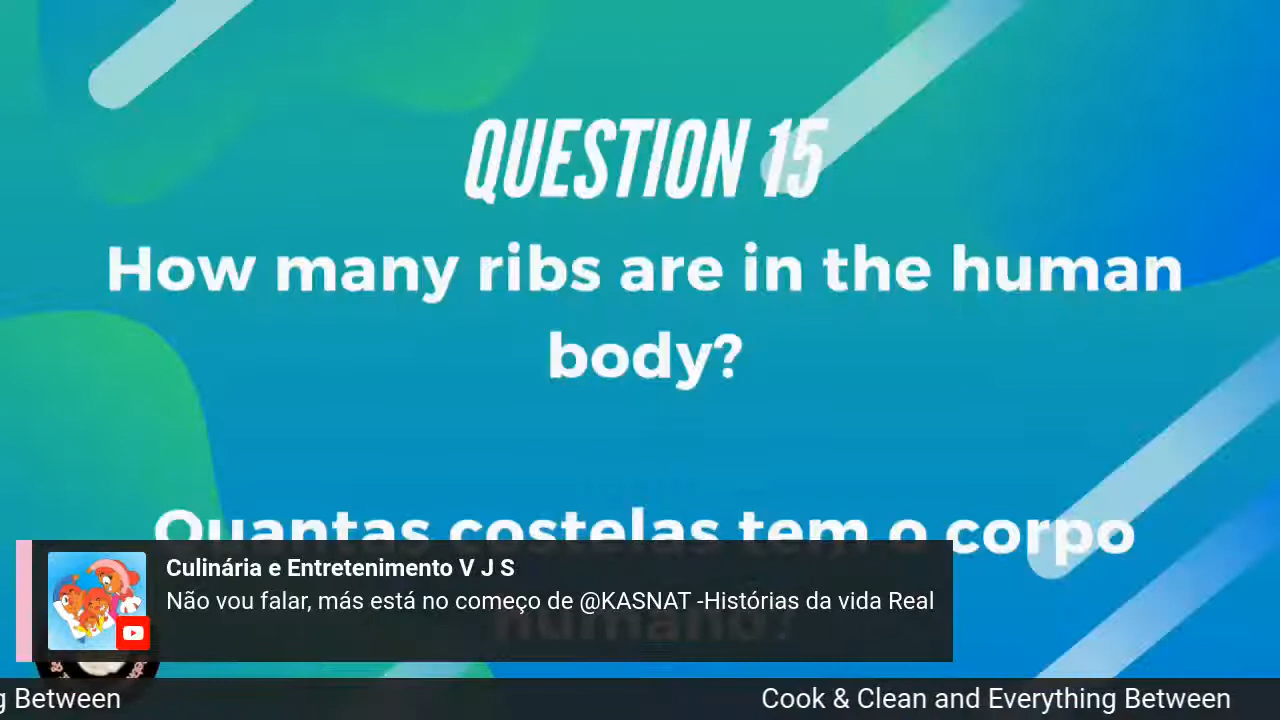 QUESTION 15
How many ribs are in the human
body?
Quantas costelas tem o corpo
humano?
Culinária e Entretenimento V J S
Não vou falar, más está no começo de @KASNAT -Histórias da vida Real
g Between
Cook & Clean and Everything Between